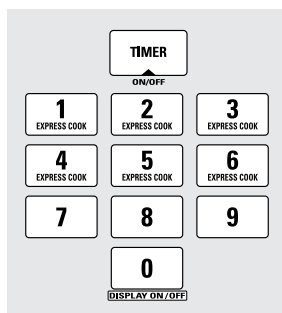 TIMER
ON/OFF
1 2 3
EXPRESS COOK EXPRESS COOK EXPRESS COOK
4 5 6
EXPRESS COOK EXPRESS COOK EXPRESS COOK
7 8 9
0
DISPLAY ON/OFF